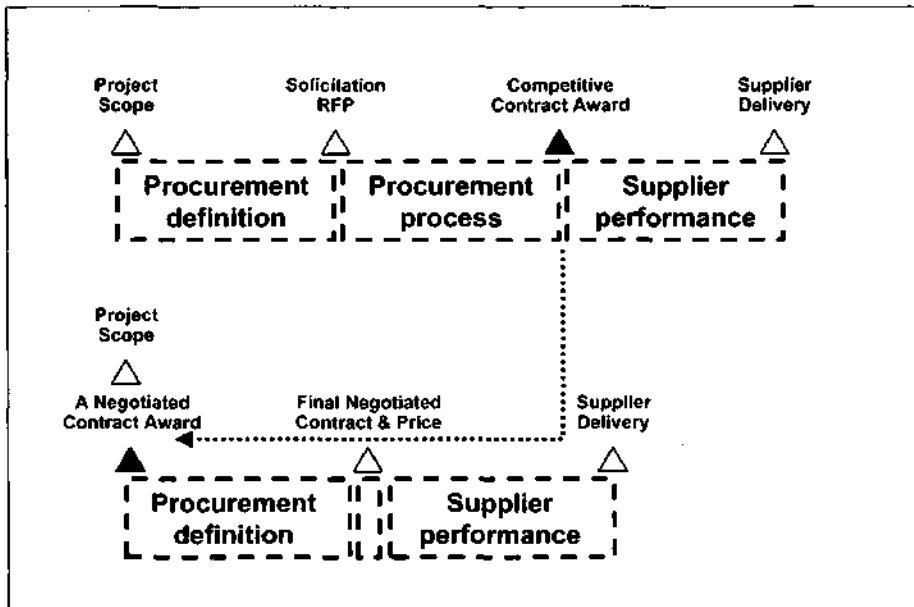 Project
Scope
Solicitation
RFP
Competitive
Contract Award
Supplier
Delivery
Procurement
definition
Procurement
process
Supplier
performance
Project
Scope
A Negotiated
Contract Award
Final Negotiated
Contract & Price
Supplier
Delivery
Procurement
definition
Supplier
performance